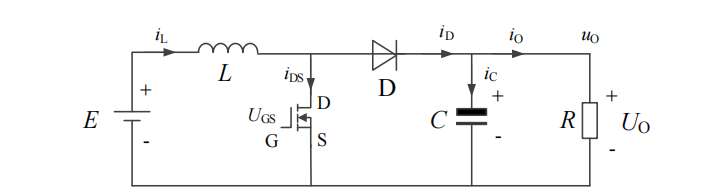 iL iD iO uO
L iDS D iC
+ + +
E UGS D C R UO
G S
- - -